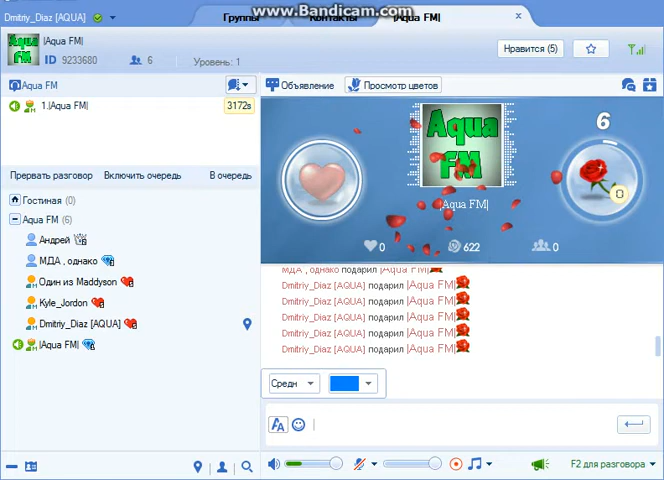 www.Bandicam.com
Dmitriy_Diaz [AQUA]
Группы
Контакты
|Aqua FM|
|Aqua FM|
ID 9233680
6
Уровень: 1
Нравится (5)
Aqua FM
1.|Aqua FM|
3172s
Прервать разговор
Включить очередь
В очередь
Гостиная (0)
Aqua FM (6)
Андрей
МДА , однако
Один из Maddyson
Kyle_Jordon
Dmitriy_Diaz [AQUA]
|Aqua FM|
Объявление
Просмотр цветов
Aqua
FM
Aqua
FM
6
0
|Aqua FM|
0
622
0
МДА , однако подарил |Aqua FM|
Dmitriy_Diaz [AQUA] подарил |Aqua FM|
Dmitriy_Diaz [AQUA] подарил |Aqua FM|
Dmitriy_Diaz [AQUA] подарил |Aqua FM|
Dmitriy_Diaz [AQUA] подарил |Aqua FM|
Dmitriy_Diaz [AQUA] подарил |Aqua FM|
Средн
AA
F2 для разговора